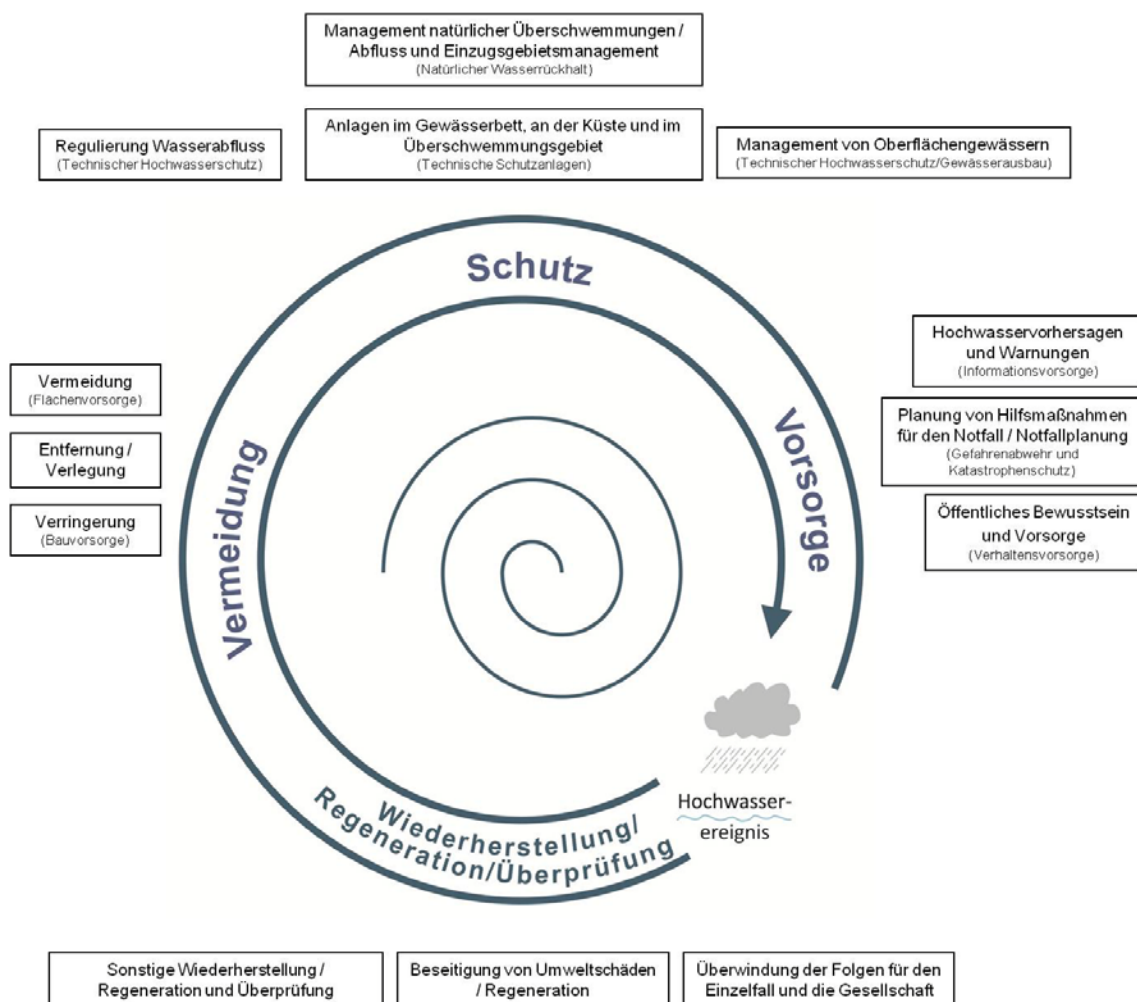 Management natürlicher Überschwemmungen /
Abfluss und Einzugsgebietsmanagement
(Natürlicher Wasserrückhalt)
Regulierung Wasserabfluss
(Technischer Hochwasserschutz)
Anlagen im Gewässerbett, an der Küste und im
Überschwemmungsgebiet
(Technische Schutzanlagen)
Management von Oberflächengewässern
(Technischer Hochwasserschutz/Gewässerausbau)
Schutz
Vorsorge
Vermeidung
Wiederherstellung/
Regeneration/Überprüfung
Hochwasservorhersagen
und Warnungen
(Informationsvorsorge)
Planung von Hilfsmaßnahmen
für den Notfall / Notfallplanung
(Gefahrenabwehr und
Katastrophenschutz)
Öffentliches Bewusstsein
und Vorsorge
(Verhaltensvorsorge)
Vermeidung
(Flächenvorsorge)
Entfernung /
Verlegung
Verringerung
(Bauvorsorge)
Hochwasser-
ereignis
Sonstige Wiederherstellung /
Regeneration und Überprüfung
Beseitigung von Umweltschäden
/ Regeneration
Überwindung der Folgen für den
Einzelfall und die Gesellschaft